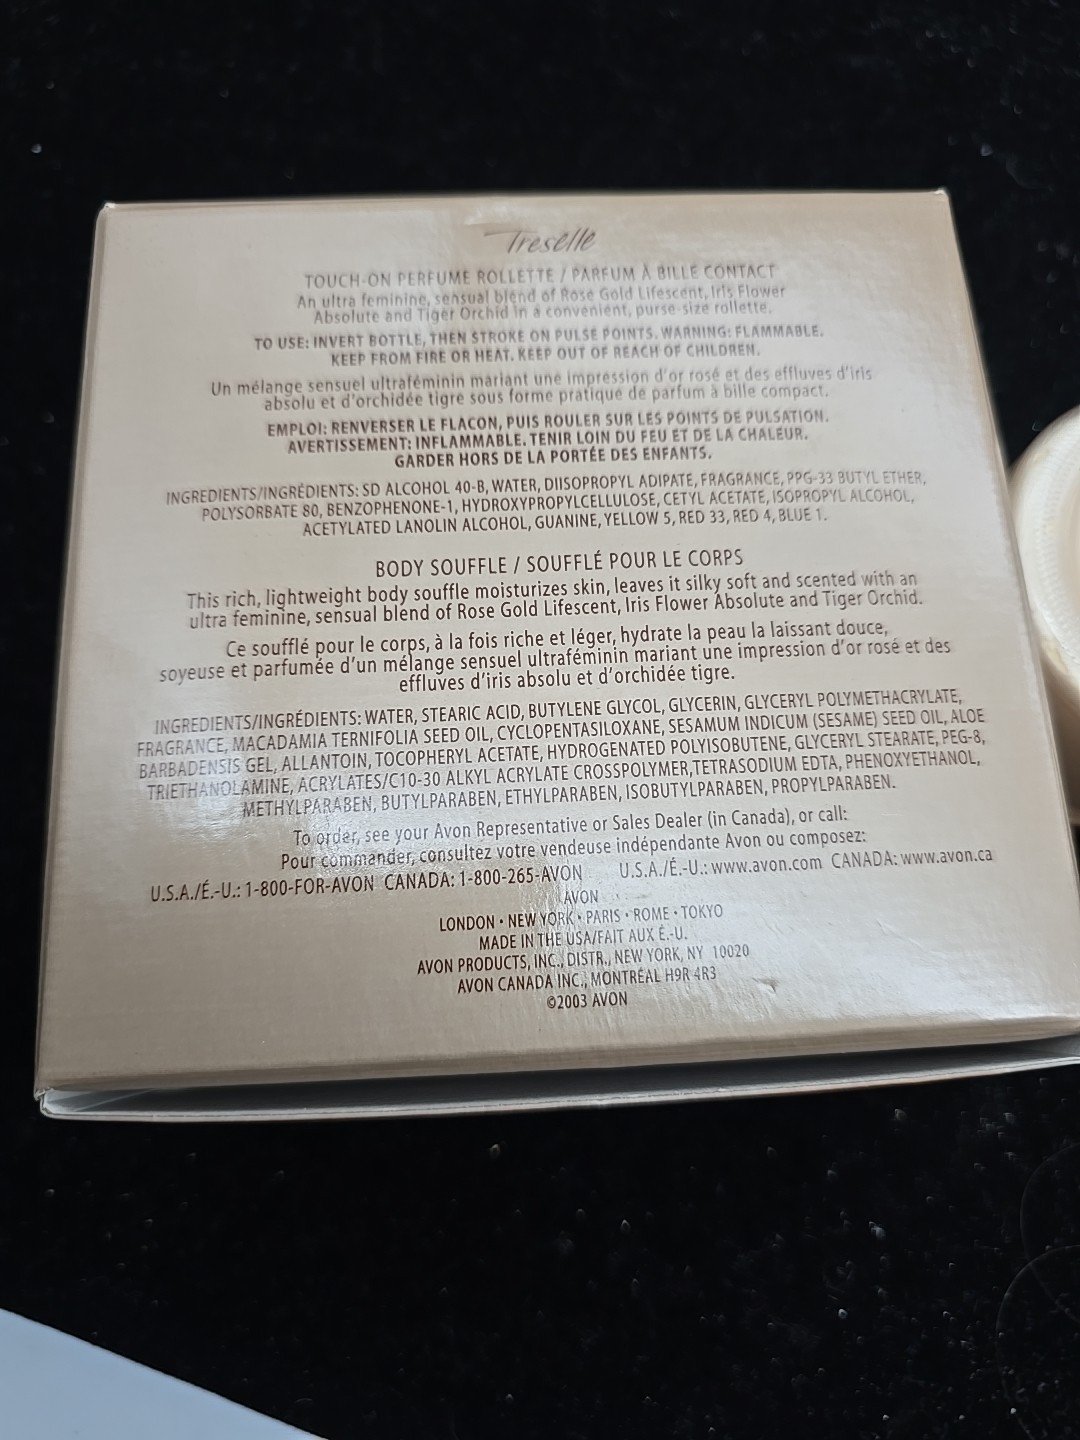 Treselle
TOUCH-ON PERFUME ROLLETTE / PARFUM À BILLE CONTACT
An ultra feminine, sensual blend of Rose Gold Lifescent, Iris Flower
Absolute and Tiger Orchid in a convenient, purse-size rollette.
TO USE: INVERT BOTTLE, THEN STROKE ON PULSE POINTS. WARNING: FLAMMABLE.
KEEP FROM FIRE OR HEAT. KEEP OUT OF REACH OF CHILDREN.
Un mélange sensuel ultraféminin mariant une impression d'or rosé et des effluves d'iris
absolu et d'orchidée tigre sous forme pratique de parfum à bille compact.
EMPLOI: RENVERSER LE FLACON, PUIS ROULER SUR LES POINTS DE PULSATION.
AVERTISSEMENT: INFLAMMABLE. TENIR LOIN DU FEU ET DE LA CHALEUR.
GARDER HORS DE LA PORTÉE DES ENFANTS.
INGREDIENTS/INGRÉDIENTS: SD ALCOHOL 40-B, WATER, DIISOPROPYL ADIPATE, FRAGRANCE, PPG-33 BUTYL ETHER,
POLYSORBATE 80, BENZOPHENONE-1, HYDROXYPROPYLCELLULOSE, CETYL ACETATE, ISOPROPYL ALCOHOL,
ACETYLATED LANOLIN ALCOHOL, GUANINE, YELLOW 5, RED 33, RED 4, BLUE 1.
BODY SOUFFLE / SOUFFLÉ POUR LE CORPS
This rich, lightweight body souffle moisturizes skin, leaves it silky soft and scented with an
ultra feminine, sensual blend of Rose Gold Lifescent, Iris Flower Absolute and Tiger Orchid.
Ce soufflé pour le corps, à la fois riche et léger, hydrate la peau la laissant douce,
soyeuse et parfumée d'un mélange sensuel ultraféminin mariant une impression d'or rosé et des
effluves d'iris absolu et d'orchidée tigre.
INGREDIENTS/INGRÉDIENTS: WATER, STEARIC ACID, BUTYLENE GLYCOL, GLYCERIN, GLYCERYL POLYMETHACRYLATE,
FRAGRANCE, MACADAMIA TERNIFOLIA SEED OIL, CYCLOPENTASILOXANE, SESAMUM INDICUM (SESAME) SEED OIL, ALOE
BARBADENSIS GEL, ALLANTOIN, TOCOPHERYL ACETATE, HYDROGENATED POLYISOBUTENE, GLYCERYL STEARATE, PEG-8,
TRIETHANOLAMINE, ACRYLATES/C10-30 ALKYL ACRYLATE CROSSPOLYMER, TETRASODIUM EDTA, PHENOXYETHANOL,
METHYLPARABEN, BUTYLPARABEN, ETHYLPARABEN, ISOBUTYLPARABEN, PROPYLPARABEN.
To order, see your Avon Representative or Sales Dealer (in Canada), or call:
Pour commander, consultez votre vendeuse indépendante Avon ou composez:
U.S.A./É.-U.: 1-800-FOR-AVON CANADA: 1-800-265-AVON U.S.A./É.-U.: www.avon.com CANADA: www.avon.ca
AVON
LONDON • NEW YORK • PARIS • ROME • TOKYO
MADE IN THE USA/FAIT AUX É.-U.
AVON PRODUCTS, INC., DISTR., NEW YORK, NY 10020
AVON CANADA INC., MONTRÉAL H9R 4R3
©2003 AVON